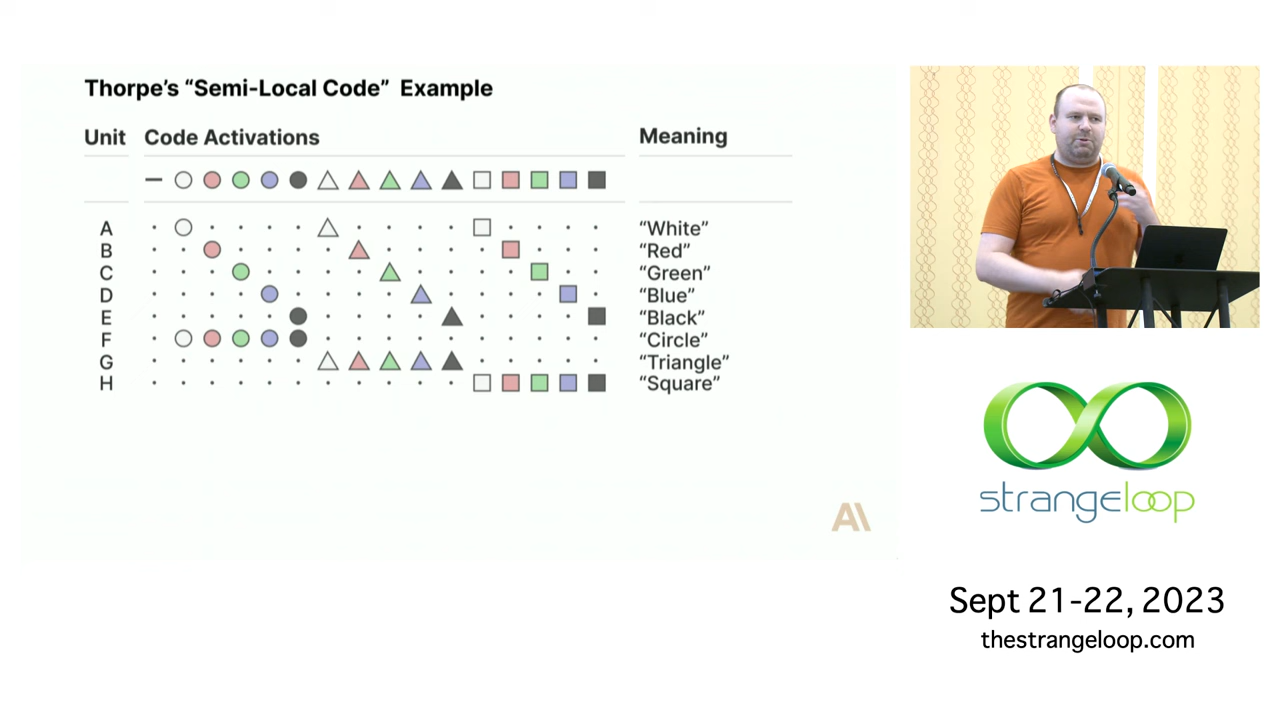 Thorpe's “Semi-Local Code” Example
Unit Code Activations Meaning
A “White”
B “Red”
C “Green”
D “Blue”
E “Black”
F “Circle”
G “Triangle”
H “Square”
A\
strangeloop
Sept 21-22, 2023
thestrangeloop.com